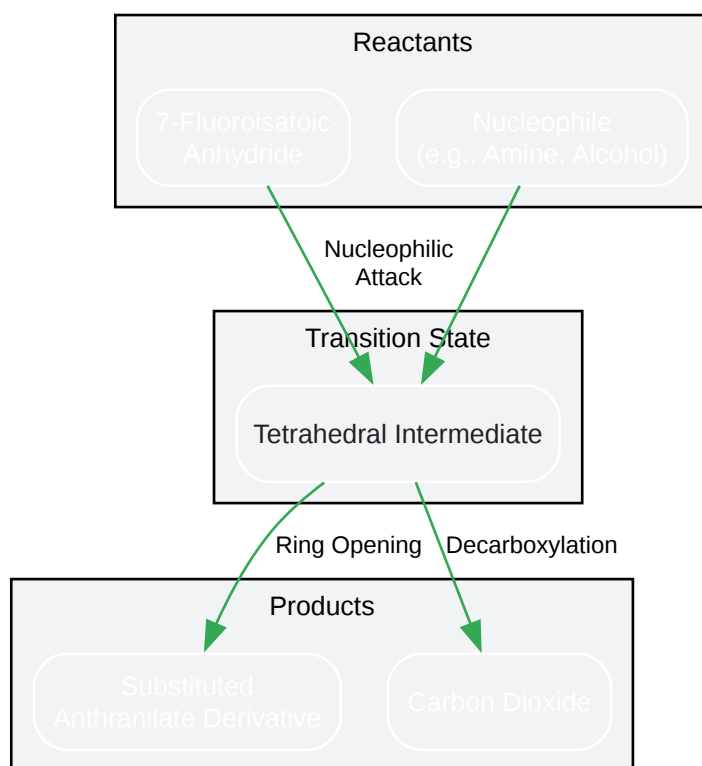 Reactants
7-Fluoroisatoic
Anhydride
Nucleophile
(e.g., Amine, Alcohol)
Nucleophilic
Attack
Transition State
Tetrahedral Intermediate
Ring Opening
Decarboxylation
Products
Substituted
Anthranilate Derivative
Carbon Dioxide